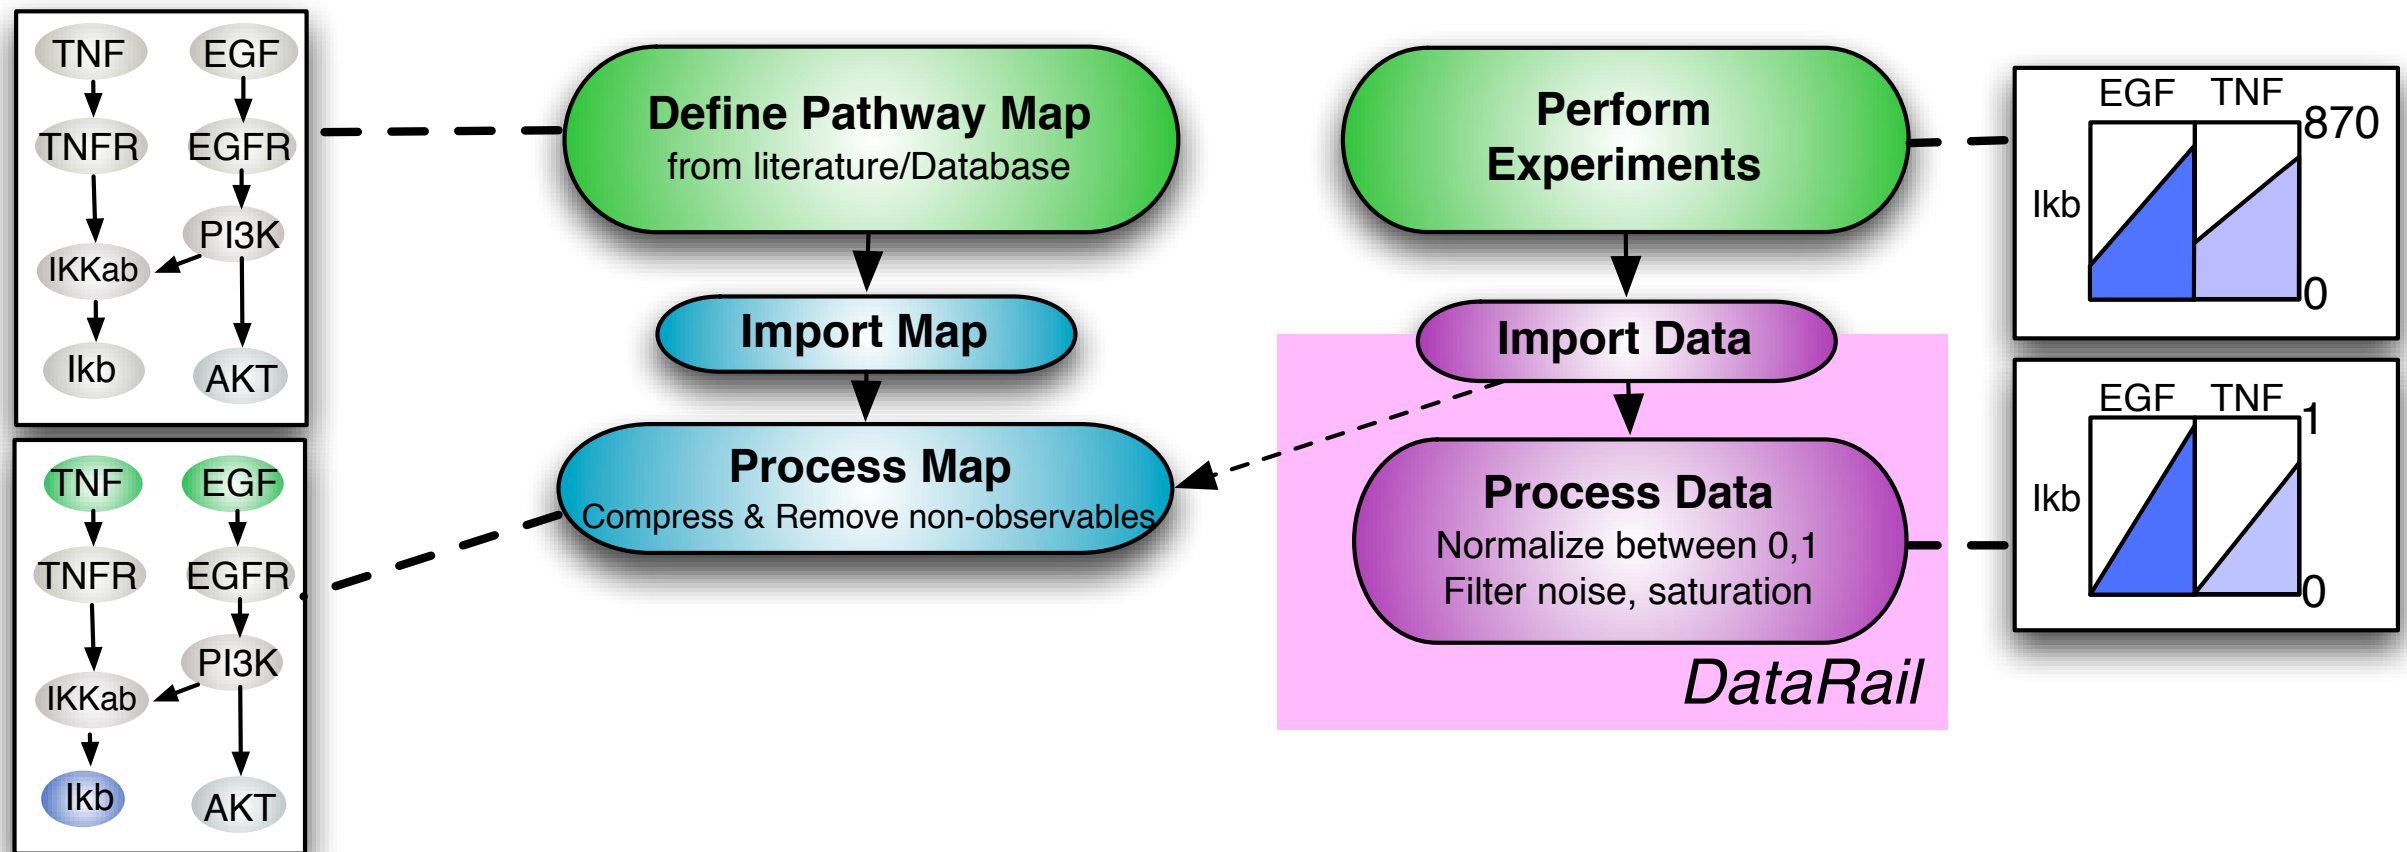 TNF EGF
TNFR EGFR
PI3K
IKKab
Ikb AKT
TNF EGF
TNFR EGFR
PI3K
IKKab
Ikb AKT
Define Pathway Map
from literature/Database
Import Map
Process Map
Compress & Remove non-observables
Perform
Experiments
Import Data
Process Data
Normalize between 0,1
Filter noise, saturation
DataRail
EGF TNF
870
Ikb
0
EGF TNF
1
Ikb
0